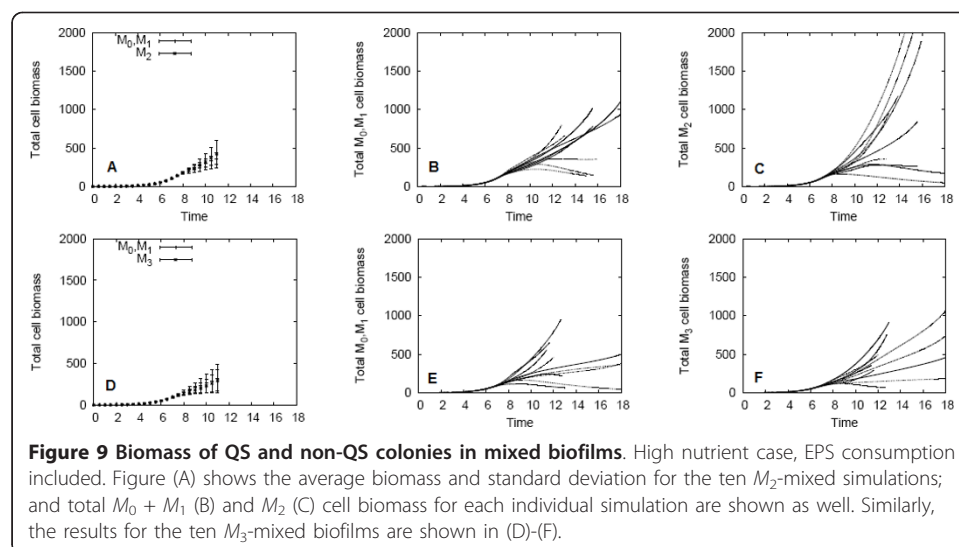 2000
1500
1000
500
0
Total cell biomass
M0,M1
M2
A
0 2 4 6 8 10 12 14 16 18
Time
2000
1500
1000
500
0
Total M0,M1 cell biomass
B
0 2 4 6 8 10 12 14 16 18
Time
2000
1500
1000
500
0
Total M2 cell biomass
C
0 2 4 6 8 10 12 14 16 18
Time
2000
1500
1000
500
0
Total cell biomass
M0,M1
M3
D
0 2 4 6 8 10 12 14 16 18
Time
2000
1500
1000
500
0
Total M0,M1 cell biomass
E
0 2 4 6 8 10 12 14 16 18
Time
2000
1500
1000
500
0
Total M3 cell biomass
F
0 2 4 6 8 10 12 14 16 18
Time
Figure 9 Biomass of QS and non-QS colonies in mixed biofilms. High nutrient case, EPS consumption
included. Figure (A) shows the average biomass and standard deviation for the ten M2-mixed simulations;
and total M0 + M1 (B) and M2 (C) cell biomass for each individual simulation are shown as well. Similarly,
the results for the ten M3-mixed biofilms are shown in (D)-(F).